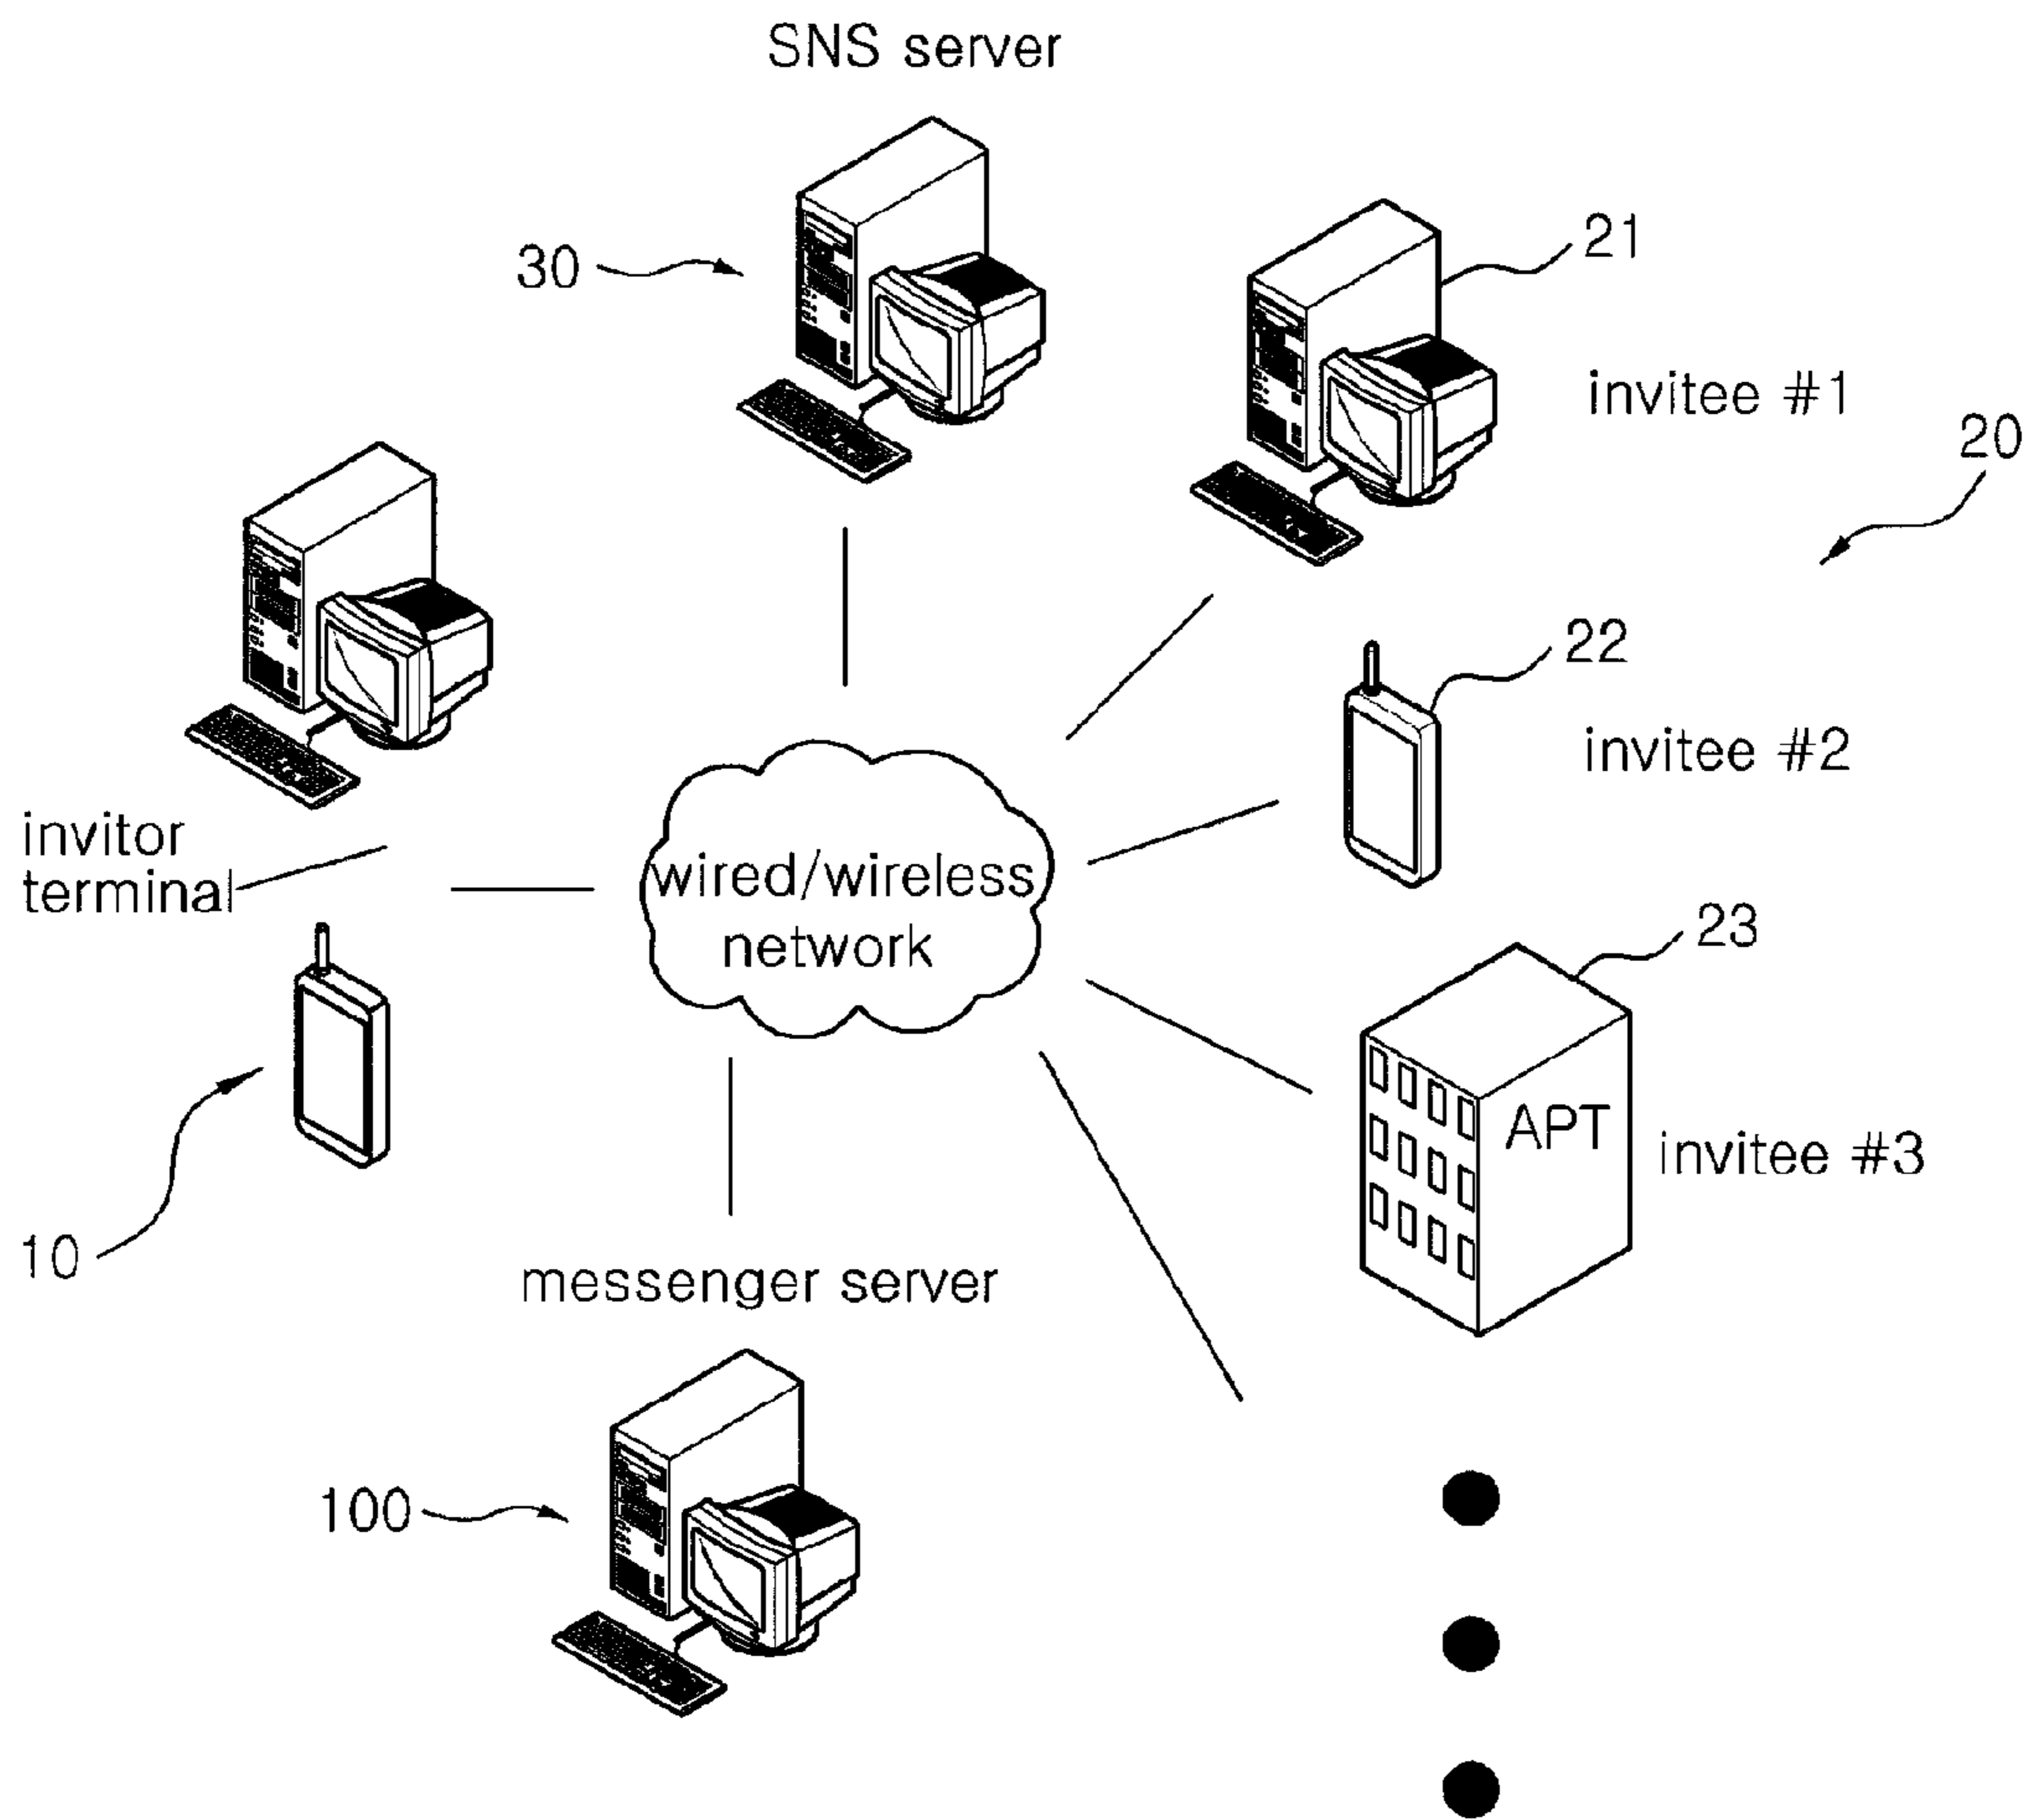 SNS server
30
21
invitee #1
20
22
invitee #2
invitor
terminal
wired/wireless
network
23
APT
invitee #3
10
messenger server
100